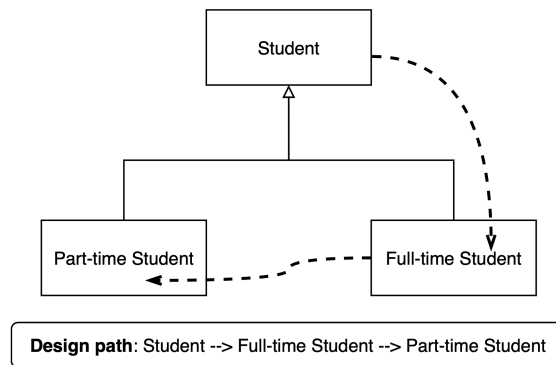 Student
Part-time Student
Full-time Student
Design path: Student --> Full-time Student --> Part-time Student